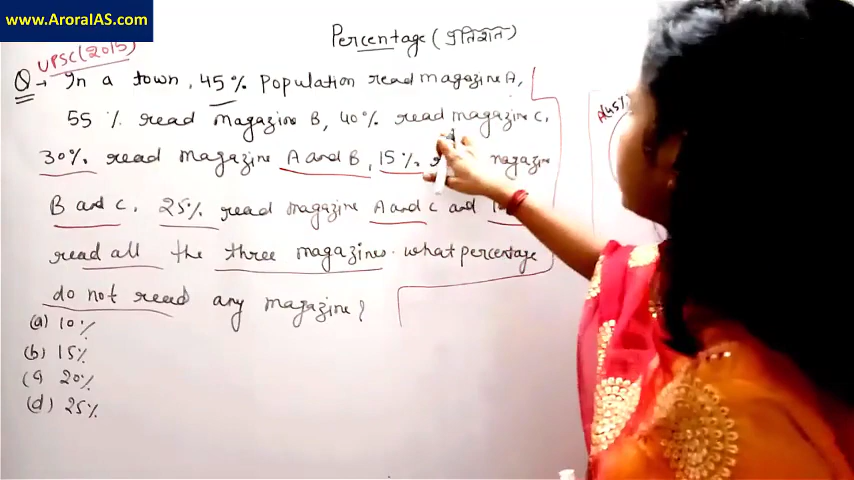 www.AroraIAS.com
Percentage (प्रतिशत)
UPSC (2015)
Q → In a town, 45% population read magazine A,
55 % read magazine B, 40% read magazine C,
30% read magazine A and B, 15% magazine
B and C, 25% read magazine A and C and
read all the three magazines. what percentage
do not read any magazine?
(a) 10%
(b) 15%
(c) 20%
(d) 25%
A(45%)